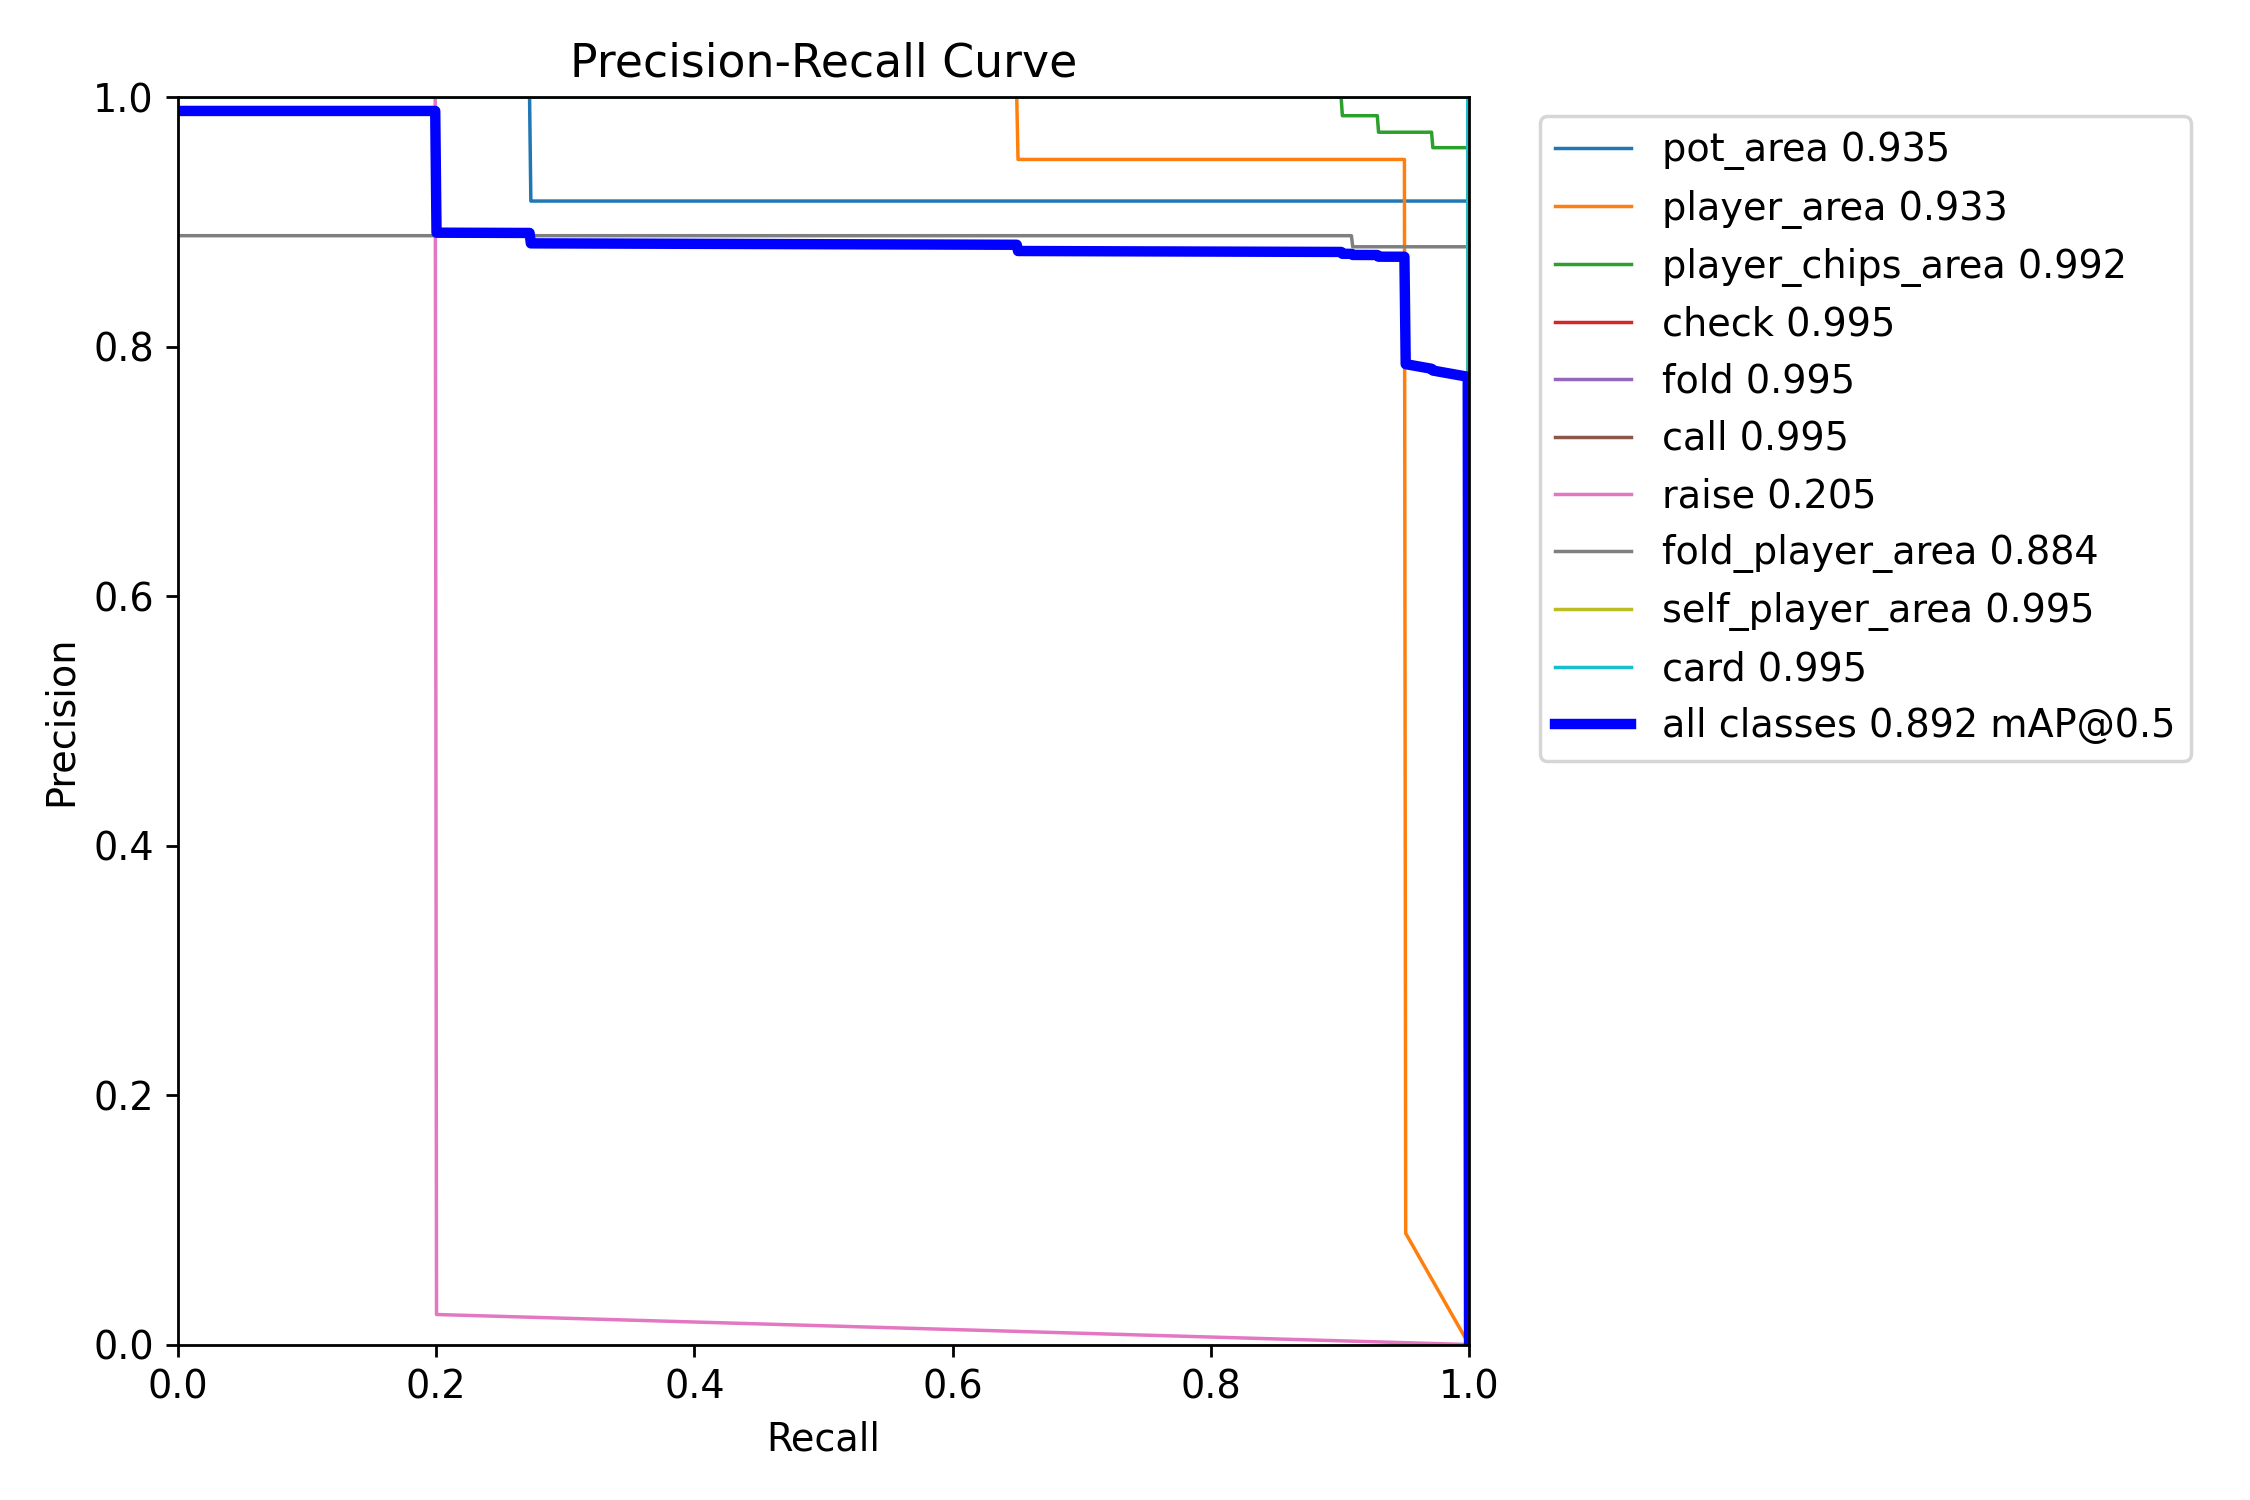 Precision-Recall Curve
1.0
0.8
0.6
0.4
0.2
0.0
Precision
0.0 0.2 0.4 0.6 0.8 1.0
Recall
pot_area 0.935
player_area 0.933
player_chips_area 0.992
check 0.995
fold 0.995
call 0.995
raise 0.205
fold_player_area 0.884
self_player_area 0.995
card 0.995
all classes 0.892 mAP@0.5